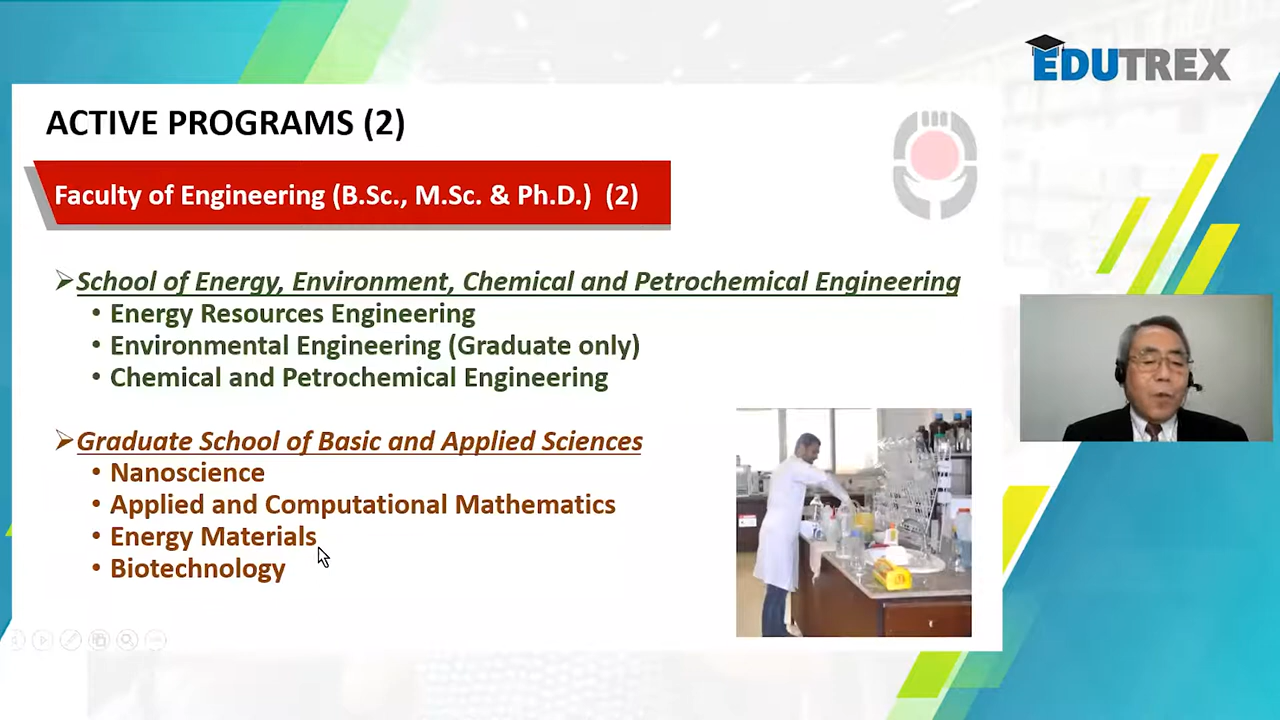 EDUTREX
ACTIVE PROGRAMS (2)
Faculty of Engineering (B.Sc., M.Sc. & Ph.D.) (2)
School of Energy, Environment, Chemical and Petrochemical Engineering
• Energy Resources Engineering
• Environmental Engineering (Graduate only)
• Chemical and Petrochemical Engineering
Graduate School of Basic and Applied Sciences
• Nanoscience
• Applied and Computational Mathematics
• Energy Materials
• Biotechnology